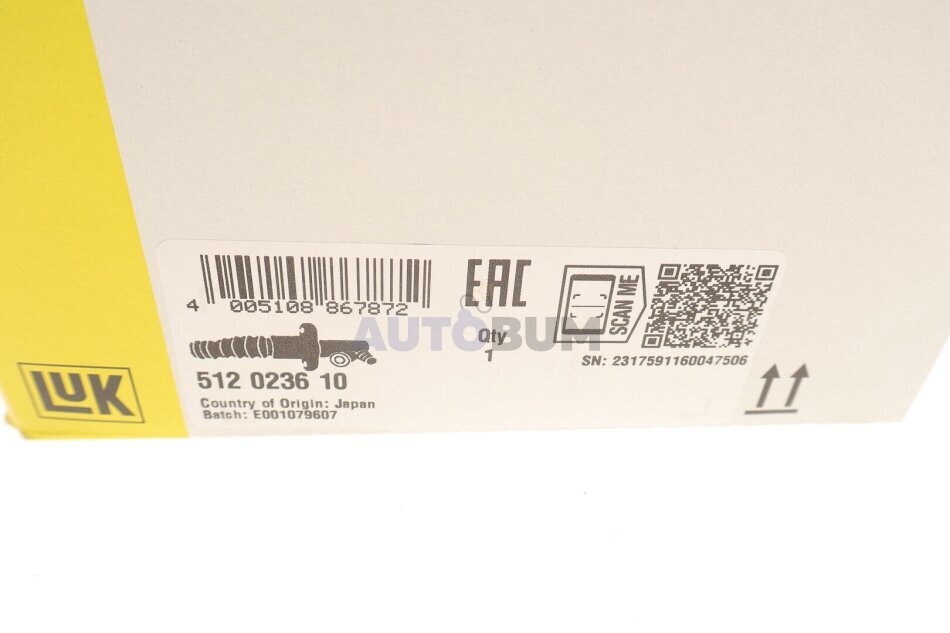 4 005108 867872
EAC
SCAN ME
AUTOBUM
Qty
1
SN: 2317591160047506
512 0236 10
Country of Origin: Japan
Batch: E001079607
LUK